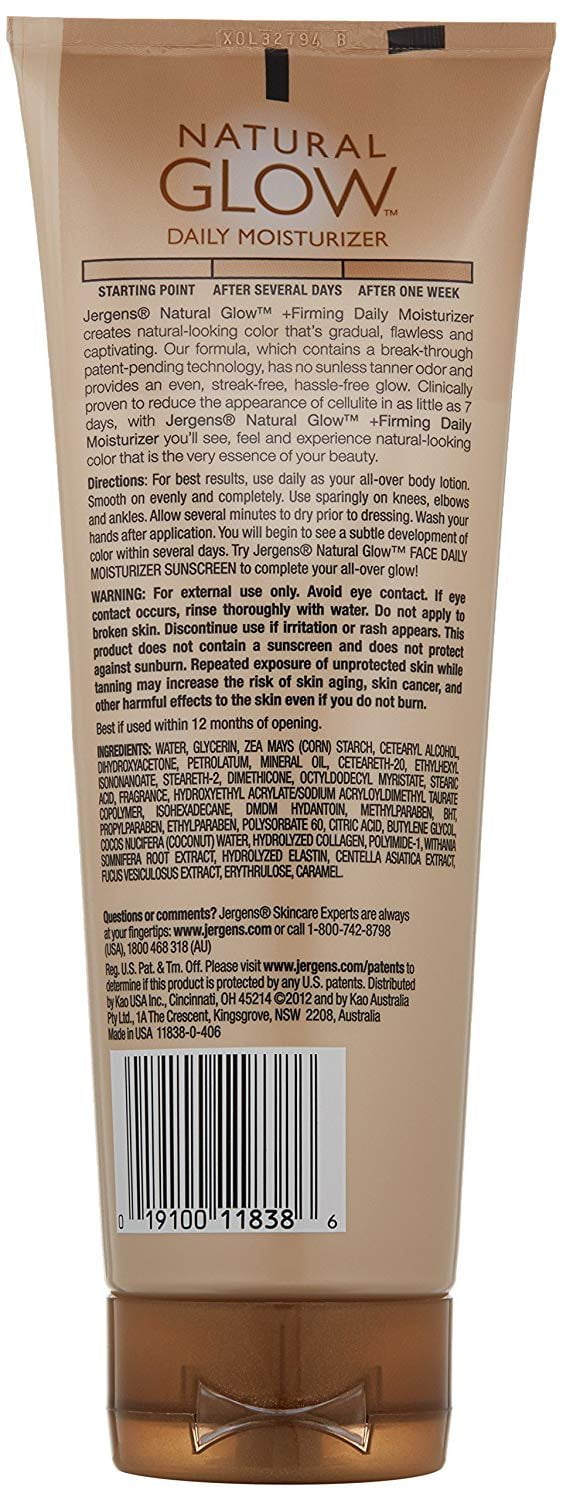 XOL32794 B
NATURAL
GLOW™
DAILY MOISTURIZER
STARTING POINT AFTER SEVERAL DAYS AFTER ONE WEEK
Jergens® Natural Glow™ +Firming Daily Moisturizer
creates natural-looking color that's gradual, flawless and
captivating. Our formula, which contains a break-through
patent-pending technology, has no sunless tanner odor and
provides an even, streak-free, hassle-free glow. Clinically
proven to reduce the appearance of cellulite in as little as 7
days, with Jergens® Natural Glow™ +Firming Daily
Moisturizer you'll see, feel and experience natural-looking
color that is the very essence of your beauty.
Directions: For best results, use daily as your all-over body lotion.
Smooth on evenly and completely. Use sparingly on knees, elbows
and ankles. Allow several minutes to dry prior to dressing. Wash your
hands after application. You will begin to see a subtle development of
color within several days. Try Jergens® Natural Glow™ FACE DAILY
MOISTURIZER SUNSCREEN to complete your all-over glow!
WARNING: For external use only. Avoid eye contact. If eye
contact occurs, rinse thoroughly with water. Do not apply to
broken skin. Discontinue use if irritation or rash appears. This
product does not contain a sunscreen and does not protect
against sunburn. Repeated exposure of unprotected skin while
tanning may increase the risk of skin aging, skin cancer, and
other harmful effects to the skin even if you do not burn.
Best if used within 12 months of opening.
INGREDIENTS: WATER, GLYCERIN, ZEA MAYS (CORN) STARCH, CETEARYL ALCOHOL,
DIHYDROXYACETONE, PETROLATUM, MINERAL OIL, CETEARETH-20, ETHYLHEXYL
ISONONANOATE, STEARETH-2, DIMETHICONE, OCTYLDODECYL MYRISTATE, STEARIC
ACID, FRAGRANCE, HYDROXYETHYL ACRYLATE/SODIUM ACRYLOYLDIMETHYL TAURATE
COPOLYMER, ISOHEXADECANE, DMDM HYDANTOIN, METHYLPARABEN, BHT,
PROPYLPARABEN, ETHYLPARABEN, POLYSORBATE 60, CITRIC ACID, BUTYLENE GLYCOL,
COCOS NUCIFERA (COCONUT) WATER, HYDROLYZED COLLAGEN, POLYIMIDE-1, WITHANIA
SOMNIFERA ROOT EXTRACT, HYDROLYZED ELASTIN, CENTELLA ASIATICA EXTRACT,
FUCUS VESICULOSUS EXTRACT, ERYTHRULOSE, CARAMEL.
Questions or comments? Jergens® Skincare Experts are always
at your fingertips: www.jergens.com or call 1-800-742-8798
(USA), 1800 468 318 (AU)
Reg. U.S. Pat. & Tm. Off. Please visit www.jergens.com/patents to
determine if this product is protected by any U.S. patents. Distributed
by Kao USA Inc., Cincinnati, OH 45214 ©2012 and by Kao Australia
Pty Ltd., 1A The Crescent, Kingsgrove, NSW 2208, Australia
Made in USA 11838-0-406
0 19100 11838 6